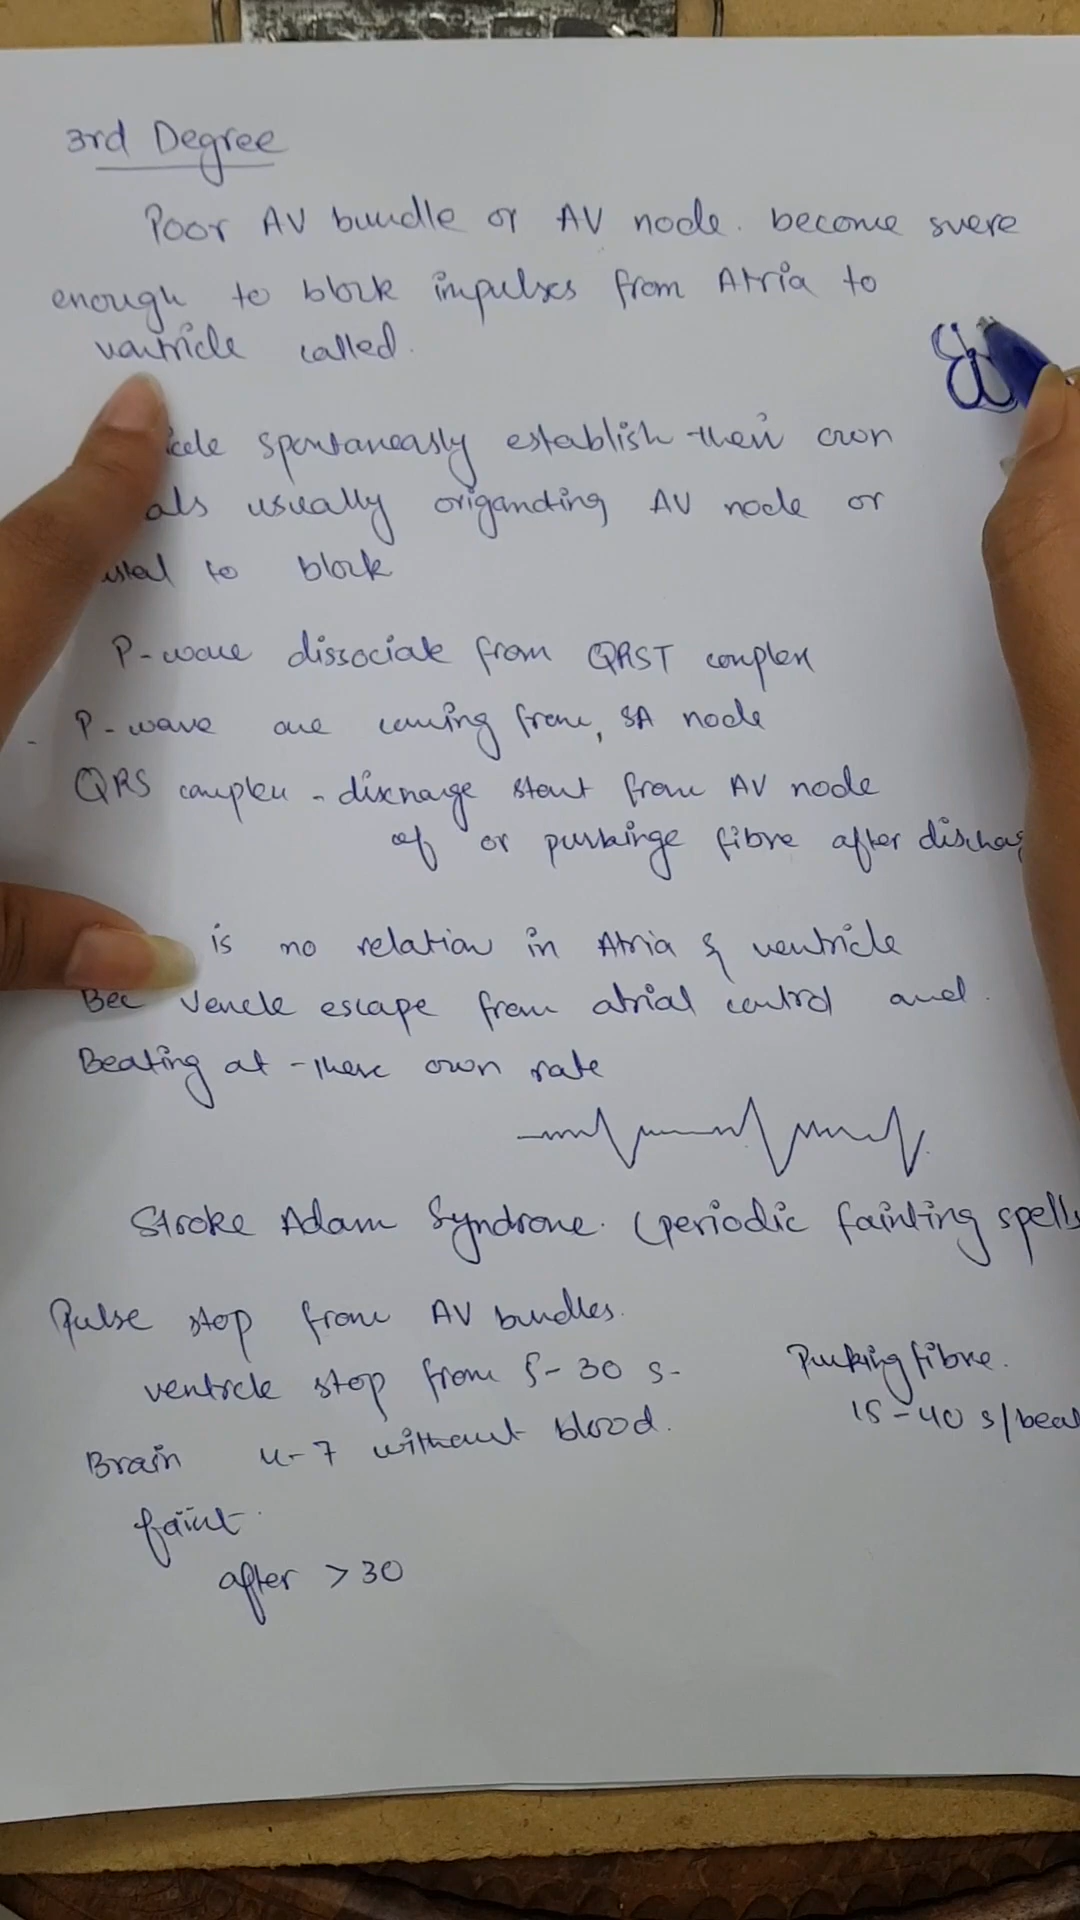 3rd Degree
Poor AV bundle or AV node. become svere
enough to block impulses from Atria to
ventricle called.
spontaneasly establish their own
als usually origanding AV node or
to block
P-wave dissociate from QRST complex
P-wave are coming from, SA node
QRS complex - discharge start from AV node
of or purkinge fibre after dischag
is no relation in Atria & ventricle
Bec Vencle escape from atrial control and.
Beating at there own rate
Stroke Adam Syndrone. (periodic fainting spells
Pulse stop from AV bundles.
ventricle stop from 5-30 s-
Purking fibre.
15-40 s/beat
Brain 4-7 without blood.
faint.
after >30